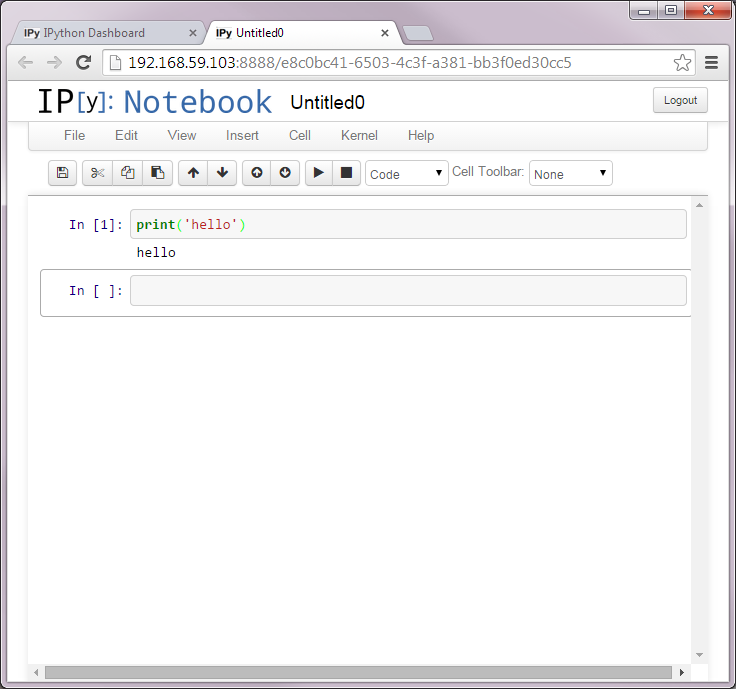 IPy IPython Dashboard
IPy Untitled0
192.168.59.103:8888/e8c0bc41-6503-4c3f-a381-bb3f0ed30cc5
IP[y]: Notebook Untitled0 Logout
File Edit View Insert Cell Kernel Help
Code Cell Toolbar: None
In [1]: print('hello')
hello
In [ ]: